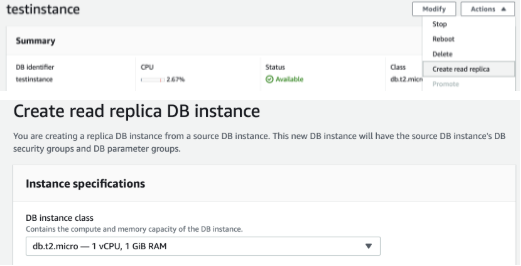 testinstance
Modify
Actions
Stop
Reboot
Delete
Create read replica
Promote
Summary
DB identifier
testinstance
CPU
2.67%
Status
Available
Class
db.t2.micr
Create read replica DB instance
You are creating a replica DB instance from a source DB instance. This new DB instance will have the source DB instance's DB
security groups and DB parameter groups.
Instance specifications
DB instance class
Contains the compute and memory capacity of the DB instance.
db.t2.micro — 1 vCPU, 1 GiB RAM